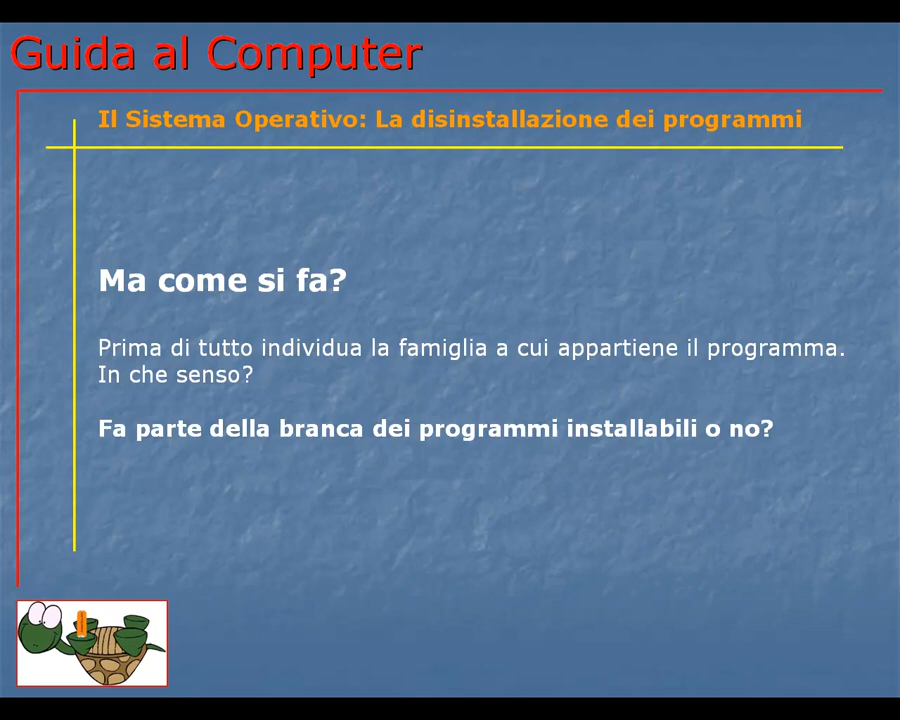 Guida al Computer
Il Sistema Operativo: La disinstallazione dei programmi
Ma come si fa?
Prima di tutto individua la famiglia a cui appartiene il programma.
In che senso?
Fa parte della branca dei programmi installabili o no?